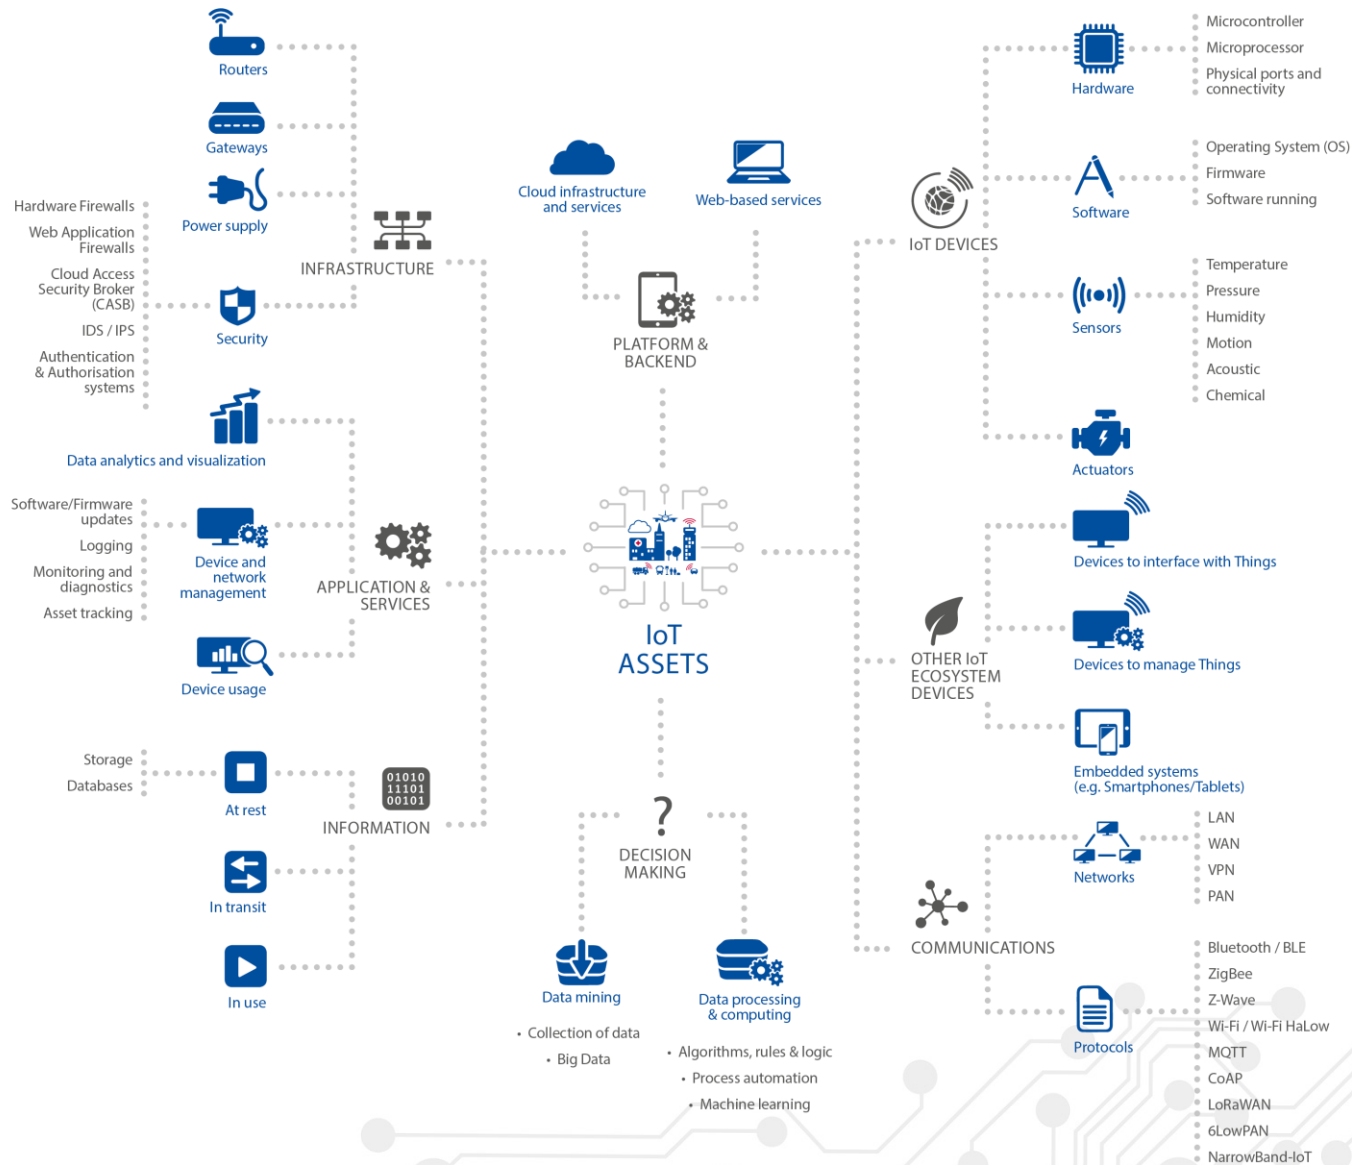 Routers
Gateways
Power supply
INFRASTRUCTURE
Hardware Firewalls
Web Application
Firewalls
Cloud Access
Security Broker
(CASB)
IDS / IPS
Authentication
& Authorisation
systems
Security
Data analytics and visualization
Software/Firmware
updates
Logging
Monitoring and
diagnostics
Asset tracking
Device and
network
management
APPLICATION &
SERVICES
Device usage
Storage
Databases
At rest
01010
11101
00101
INFORMATION
In transit
In use
Cloud infrastructure
and services
Web-based services
PLATFORM &
BACKEND
IoT
ASSETS
?
DECISION
MAKING
Data mining
• Collection of data
• Big Data
Data processing
& computing
• Algorithms, rules & logic
• Process automation
• Machine learning
IoT DEVICES
Hardware
Microcontroller
Microprocessor
Physical ports and
connectivity
Software
Operating System (OS)
Firmware
Software running
Sensors
Temperature
Pressure
Humidity
Motion
Acoustic
Chemical
Actuators
OTHER IoT
ECOSYSTEM
DEVICES
Devices to interface with Things
Devices to manage Things
Embedded systems
(e.g. Smartphones/Tablets)
COMMUNICATIONS
Networks
LAN
WAN
VPN
PAN
Protocols
Bluetooth / BLE
ZigBee
Z-Wave
Wi-Fi / Wi-Fi HaLow
MQTT
CoAP
LoRaWAN
6LowPAN
NarrowBand-IoT